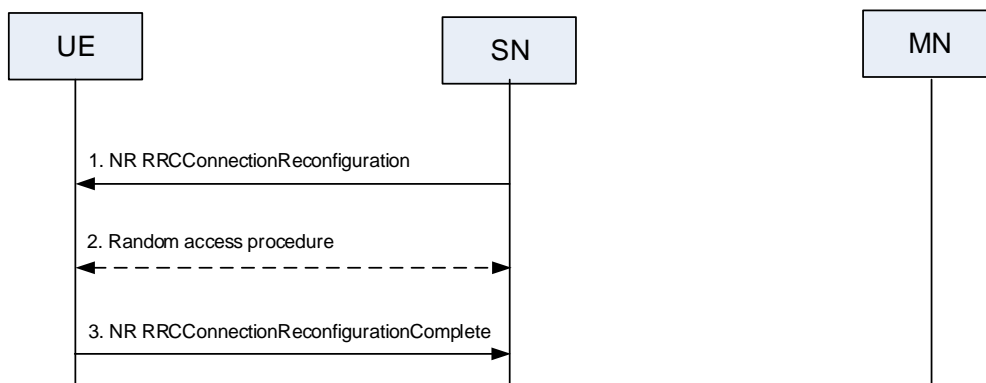 UE
SN
MN
1. NR RRCConnectionReconfiguration
2. Random access procedure
3. NR RRCConnectionReconfigurationComplete